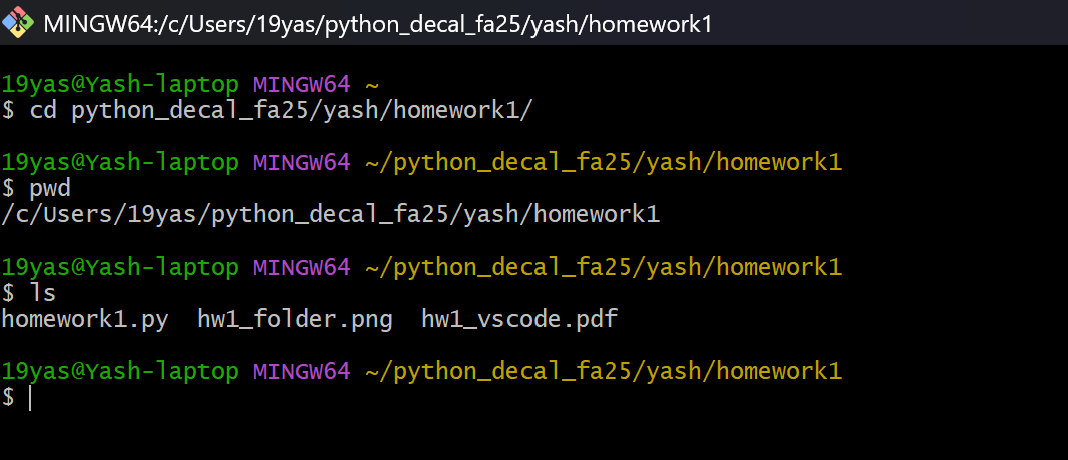 MINGW64:/c/Users/19yas/python_decal_fa25/yash/homework1
19yas@Yash-laptop MINGW64 ~
$ cd python_decal_fa25/yash/homework1/
19yas@Yash-laptop MINGW64 ~/python_decal_fa25/yash/homework1
$ pwd
/c/Users/19yas/python_decal_fa25/yash/homework1
19yas@Yash-laptop MINGW64 ~/python_decal_fa25/yash/homework1
$ ls
homework1.py  hw1_folder.png  hw1_vscode.pdf
19yas@Yash-laptop MINGW64 ~/python_decal_fa25/yash/homework1
$